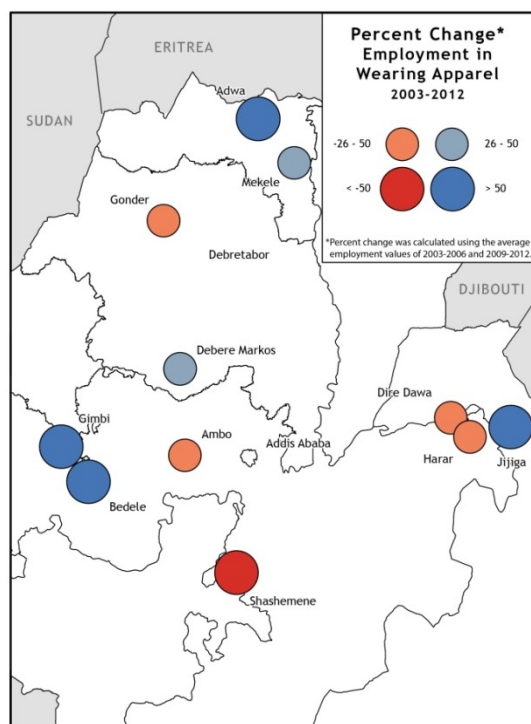 Percent Change*
Employment in
Wearing Apparel
2003-2012
-26 - 50
26 - 50
< -50
> 50
*Percent change was calculated using the average
employment values of 2003-2006 and 2009-2012.
ERITREA
SUDAN
Adwa
Mekele
Gonder
Debretabor
DJIBOUTI
Debere Markos
Dire Dawa
Gimbi
Ambo
Addis Ababa
Harar
Jijiga
Bedele
Shashemene